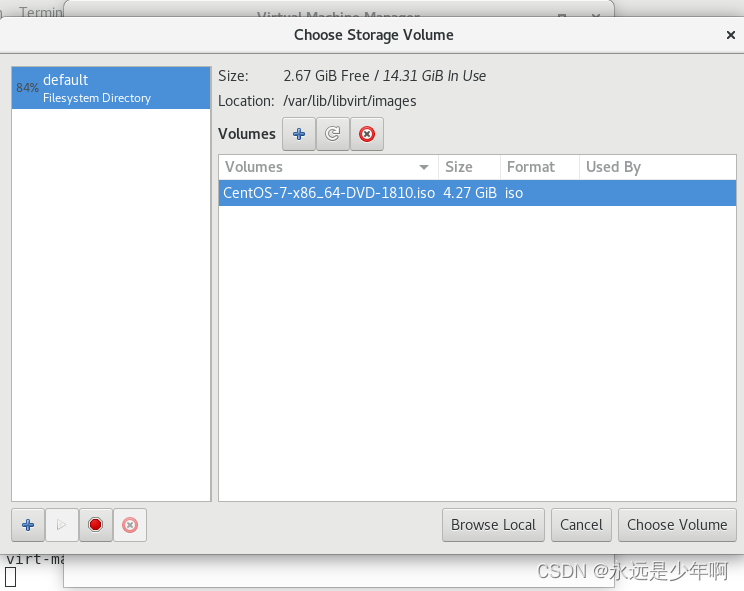 Termin
Virtual Machine Manager
Choose Storage Volume
84% default
Filesystem Directory
Size: 2.67 GiB Free / 14.31 GiB In Use
Location: /var/lib/libvirt/images
Volumes
Volumes Size Format Used By
CentOS-7-x86_64-DVD-1810.iso 4.27 GiB iso
Browse Local Cancel Choose Volume
virt-ma
CSDN @永远是少年啊